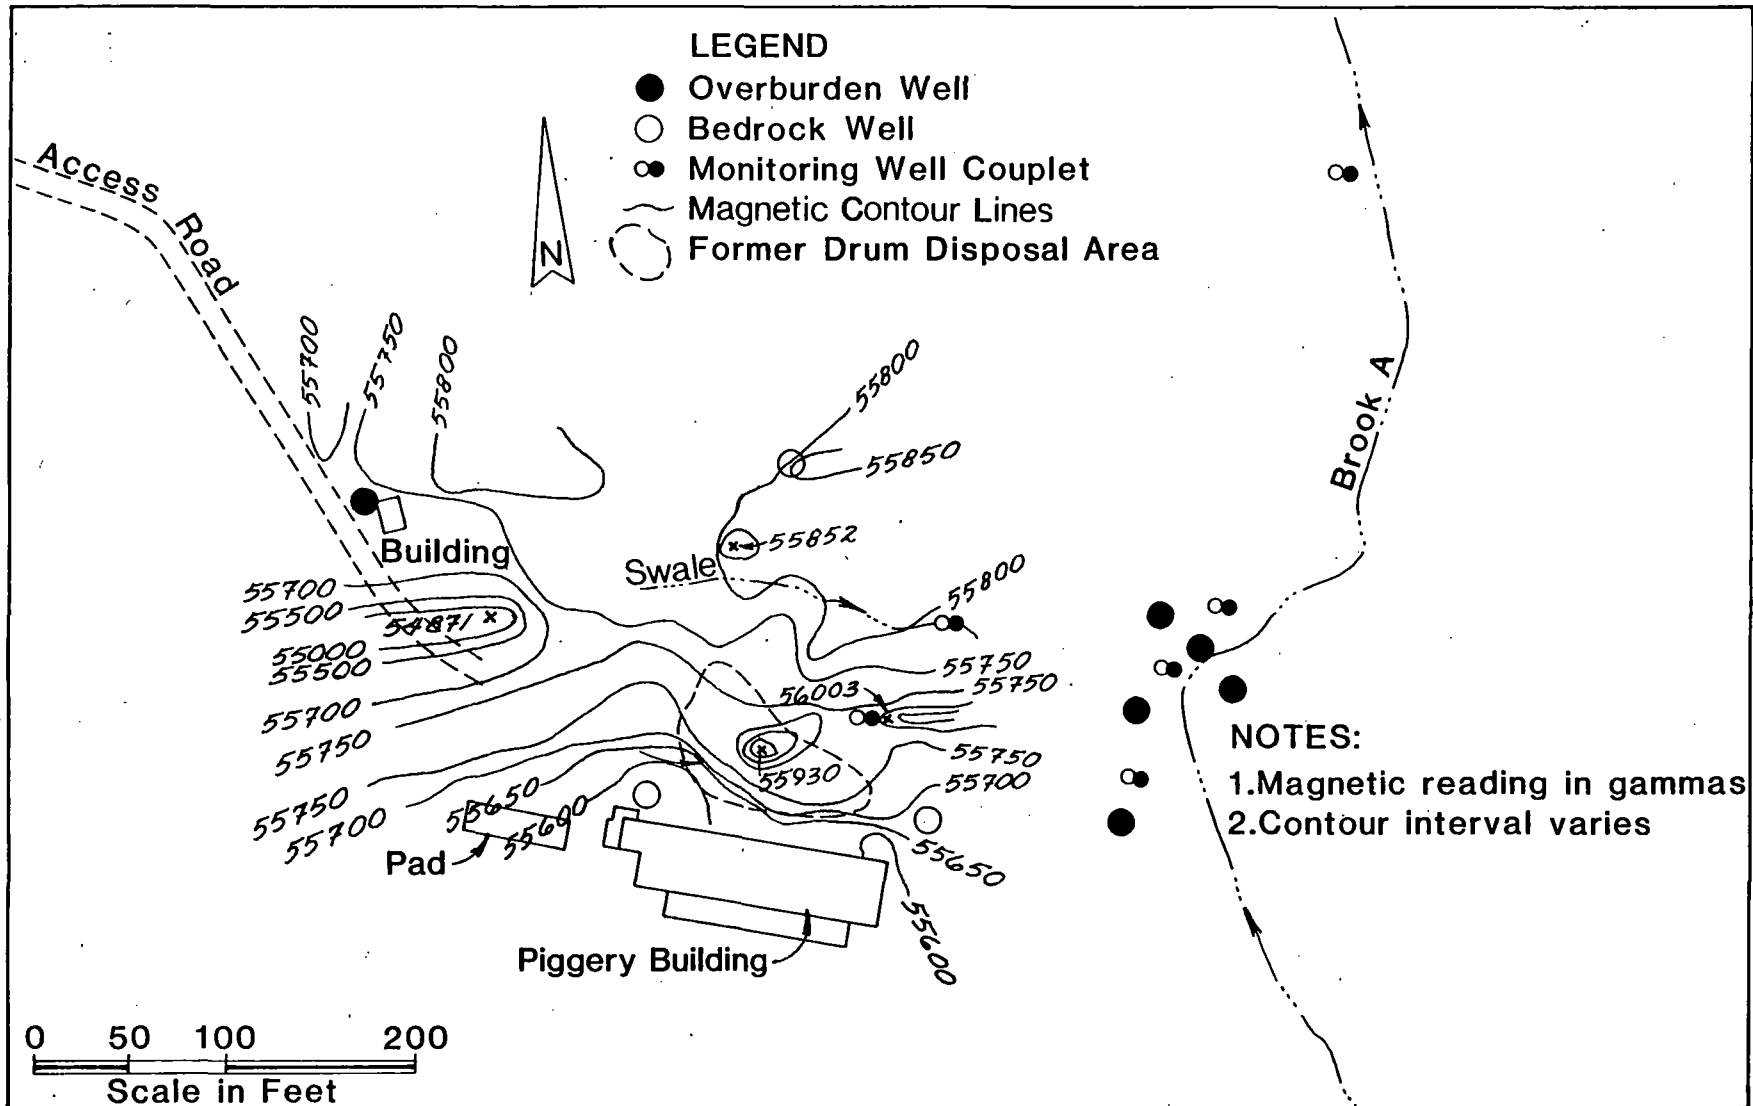 LEGEND
Overburden Well
Bedrock Well
Monitoring Well Couplet
Magnetic Contour Lines
Former Drum Disposal Area
N
Access Road
55700
55750
55800
55800
55850
55852
Brook A
Building
Swale
55700
55500
54871
55000
55500
55700
55750
55750
55700
55800
55750
55750
56003
55930
55750
55700
55650
55600
55650
55600
Pad
Piggery Building
NOTES:
1.Magnetic reading in gammas
2.Contour interval varies
0 50 100 200
Scale in Feet